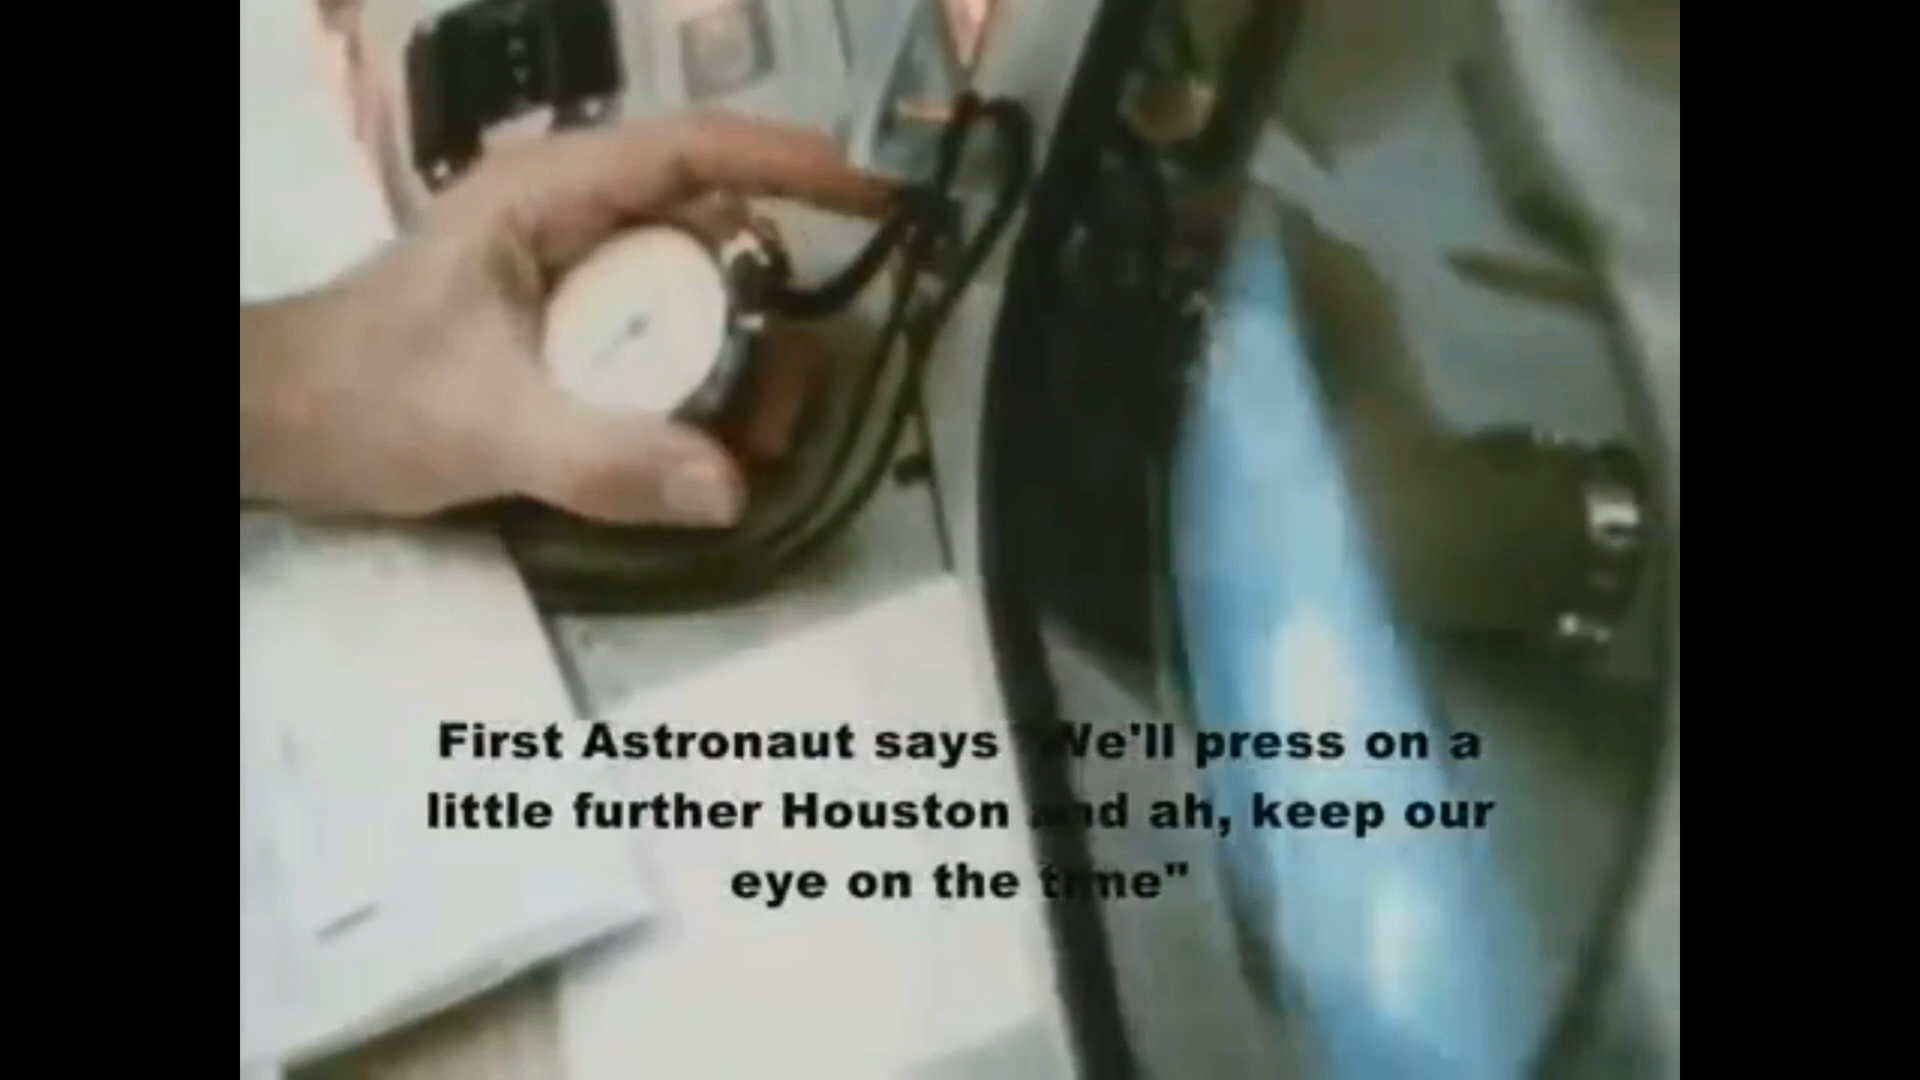 First Astronaut says "We'll press on a
little further Houston and ah, keep our
eye on the time"